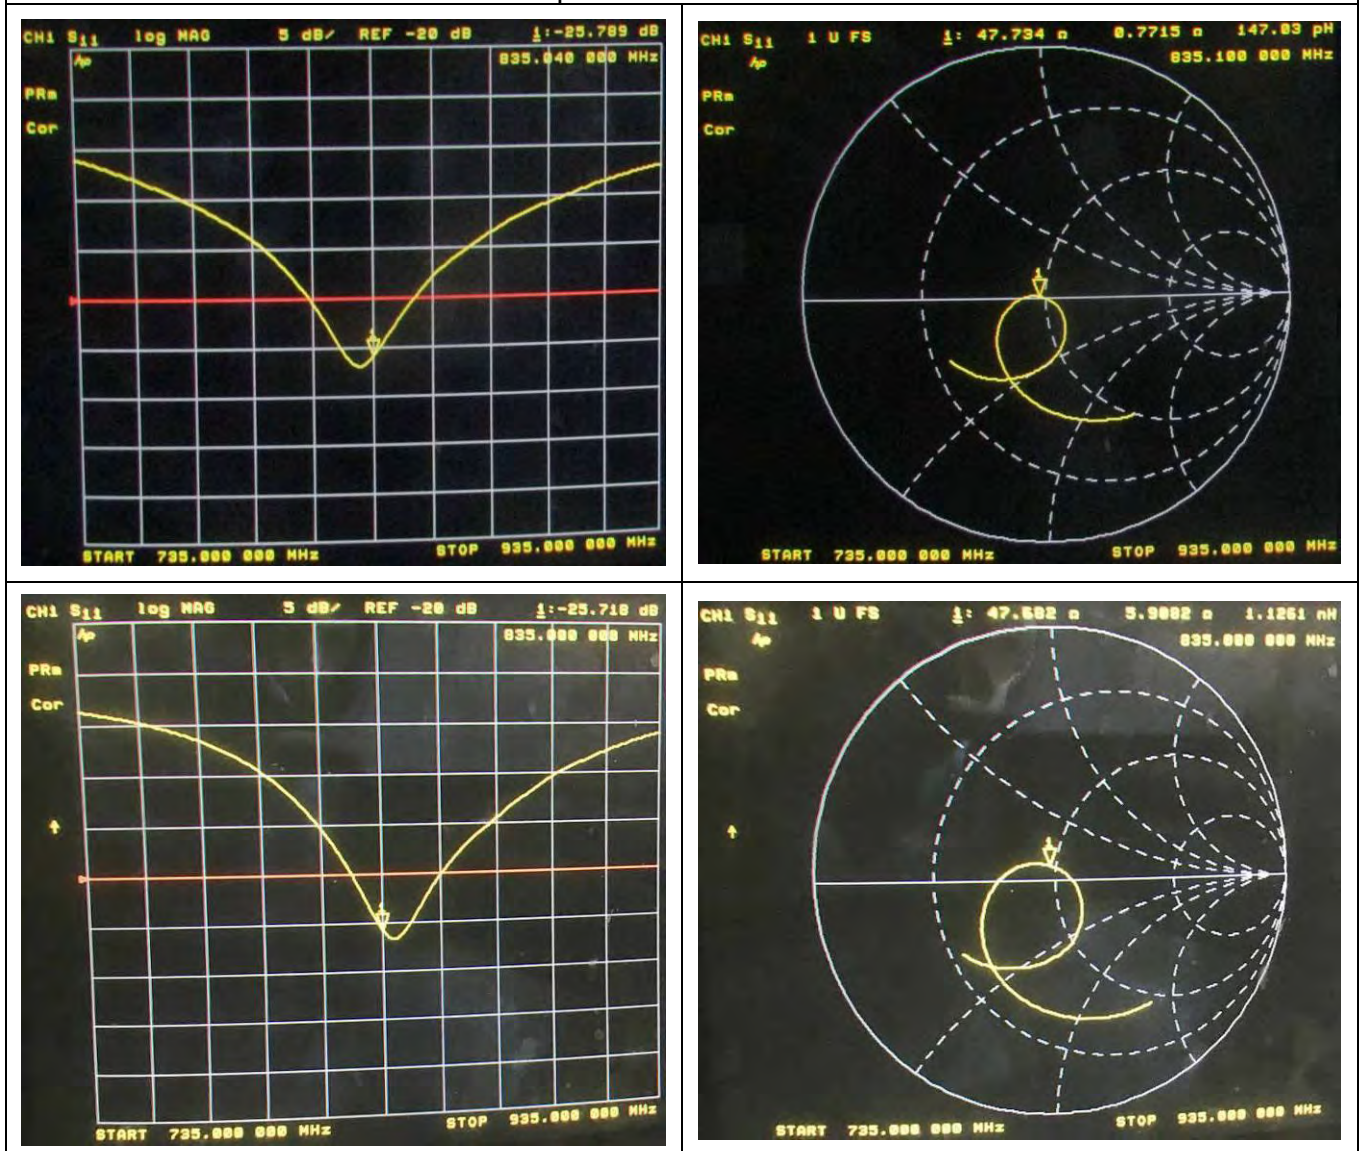 CH1 S11 log MAG 5 dB/ REF -20 dB 1:-25.789 dB
835.040 000 MHz
PRm
Cor
START 735.000 000 MHz STOP 935.000 000 MHz
CH1 S11 1 U FS 1: 47.734 Ω 0.7715 Ω 147.03 pH
835.100 000 MHz
PRm
Cor
START 735.000 000 MHz STOP 935.000 000 MHz
CH1 S11 log MAG 5 dB/ REF -20 dB 1:-25.718 dB
835.000 000 MHz
PRm
Cor
START 735.000 000 MHz STOP 935.000 000 MHz
CH1 S11 1 U FS 1: 47.682 Ω 5.9082 Ω 1.1261 nH
835.000 000 MHz
PRm
Cor
START 735.000 000 MHz STOP 935.000 000 MHz